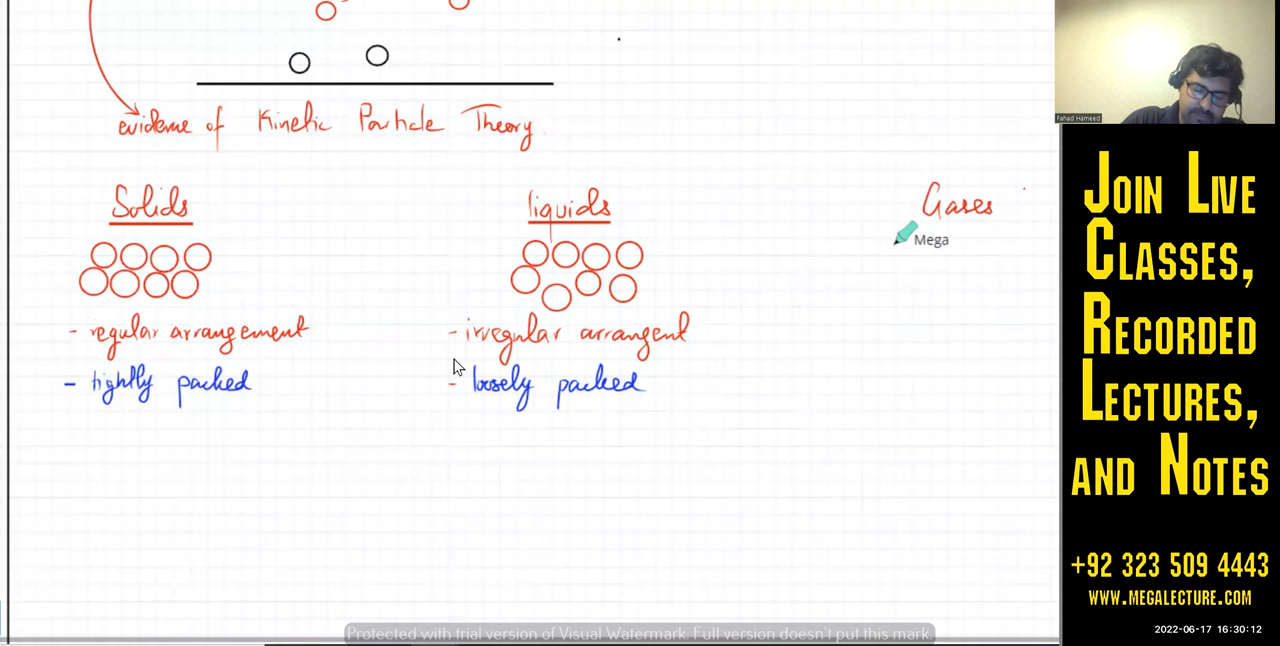 Fahad Hameed
evidence of Kinetic Particle Theory
Solids
liquids
Gases
Mega
- regular arrangement
- irregular arrangent
- tightly packed
- loosely packed
JOIN LIVE
CLASSES,
RECORDED
LECTURES,
AND NOTES
+92 323 509 4443
WWW.MEGALECTURE.COM
2022-06-17 16:30:12
Protected with trial version of Visual Watermark. Full version doesn't put this mark.